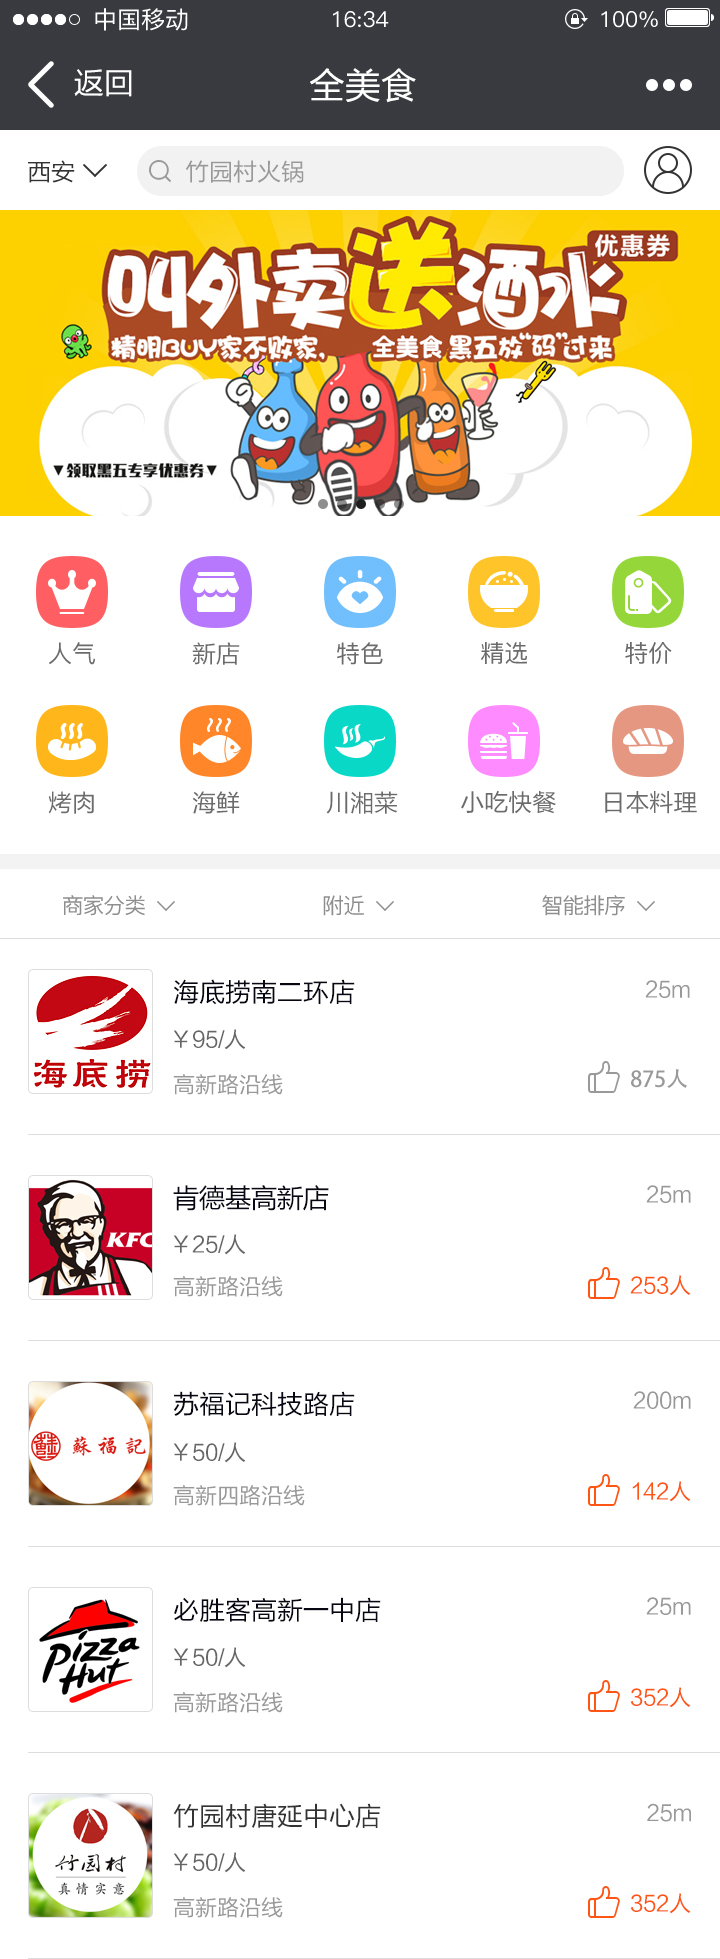 中国移动 16:34 100%
返回 全美食
西安 竹园村火锅
优惠券
叫外卖送酒水
精明BUY家不败家, 全美食黑五放“码”过来
▼领取黑五专享优惠券▼
人气 新店 特色 精选 特价
烤肉 海鲜 川湘菜 小吃快餐 日本料理
商家分类 附近 智能排序
海底捞南二环店 25m
¥95/人
海底捞
高新路沿线 875人
肯德基高新店 25m
KFC
¥25/人
高新路沿线 253人
苏福记科技路店 200m
蘇福記
¥50/人
高新四路沿线 142人
必胜客高新一中店 25m
Pizza
Hut
¥50/人
高新路沿线 352人
竹园村唐延中心店 25m
竹园村
真情实意
¥50/人
高新路沿线 352人